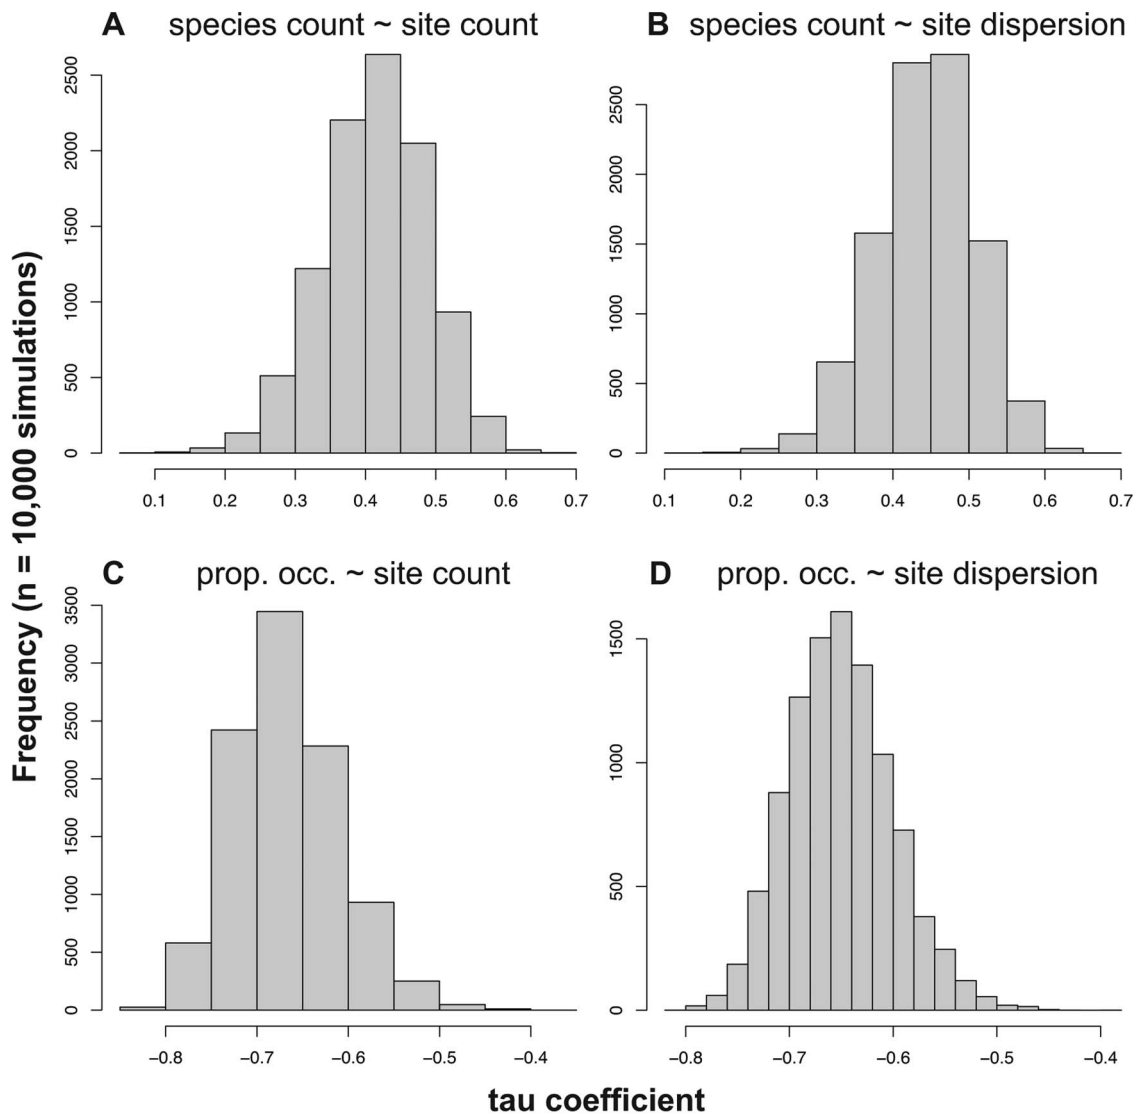 A species count ~ site count
B species count ~ site dispersion
Frequency (n = 10,000 simulations)
0 500 1000 1500 2000 2500
0.1 0.2 0.3 0.4 0.5 0.6 0.7
0 500 1000 1500 2000 2500
0.1 0.2 0.3 0.4 0.5 0.6 0.7
C prop. occ. ~ site count
D prop. occ. ~ site dispersion
0 500 1000 1500 2000 2500 3000 3500
−0.8 −0.7 −0.6 −0.5 −0.4
0 500 1000 1500
−0.8 −0.7 −0.6 −0.5 −0.4
tau coefficient